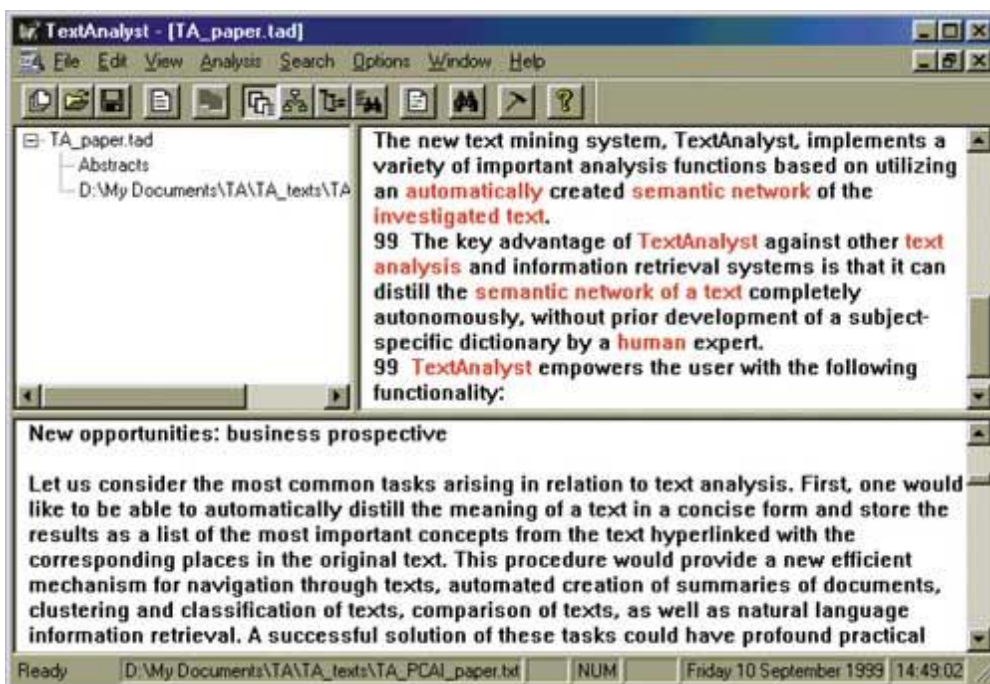 TextAnalyst - [TA_paper.tad]
File Edit View Analysis Search Options Window Help
TA_paper.tad
Abstracts
D:\My Documents\TA\TA_texts\TA
The new text mining system, TextAnalyst, implements a
variety of important analysis functions based on utilizing
an automatically created semantic network of the
investigated text.
99 The key advantage of TextAnalyst against other text
analysis and information retrieval systems is that it can
distill the semantic network of a text completely
autonomously, without prior development of a subject-
specific dictionary by a human expert.
99 TextAnalyst empowers the user with the following
functionality:
New opportunities: business prospective
Let us consider the most common tasks arising in relation to text analysis. First, one would
like to be able to automatically distill the meaning of a text in a concise form and store the
results as a list of the most important concepts from the text hyperlinked with the
corresponding places in the original text. This procedure would provide a new efficient
mechanism for navigation through texts, automated creation of summaries of documents,
clustering and classification of texts, comparison of texts, as well as natural language
information retrieval. A successful solution of these tasks could have profound practical
Ready D:\My Documents\TA\TA_texts\TA_PCAI_paper.txt NUM Friday 10 September 1999 14:49:02